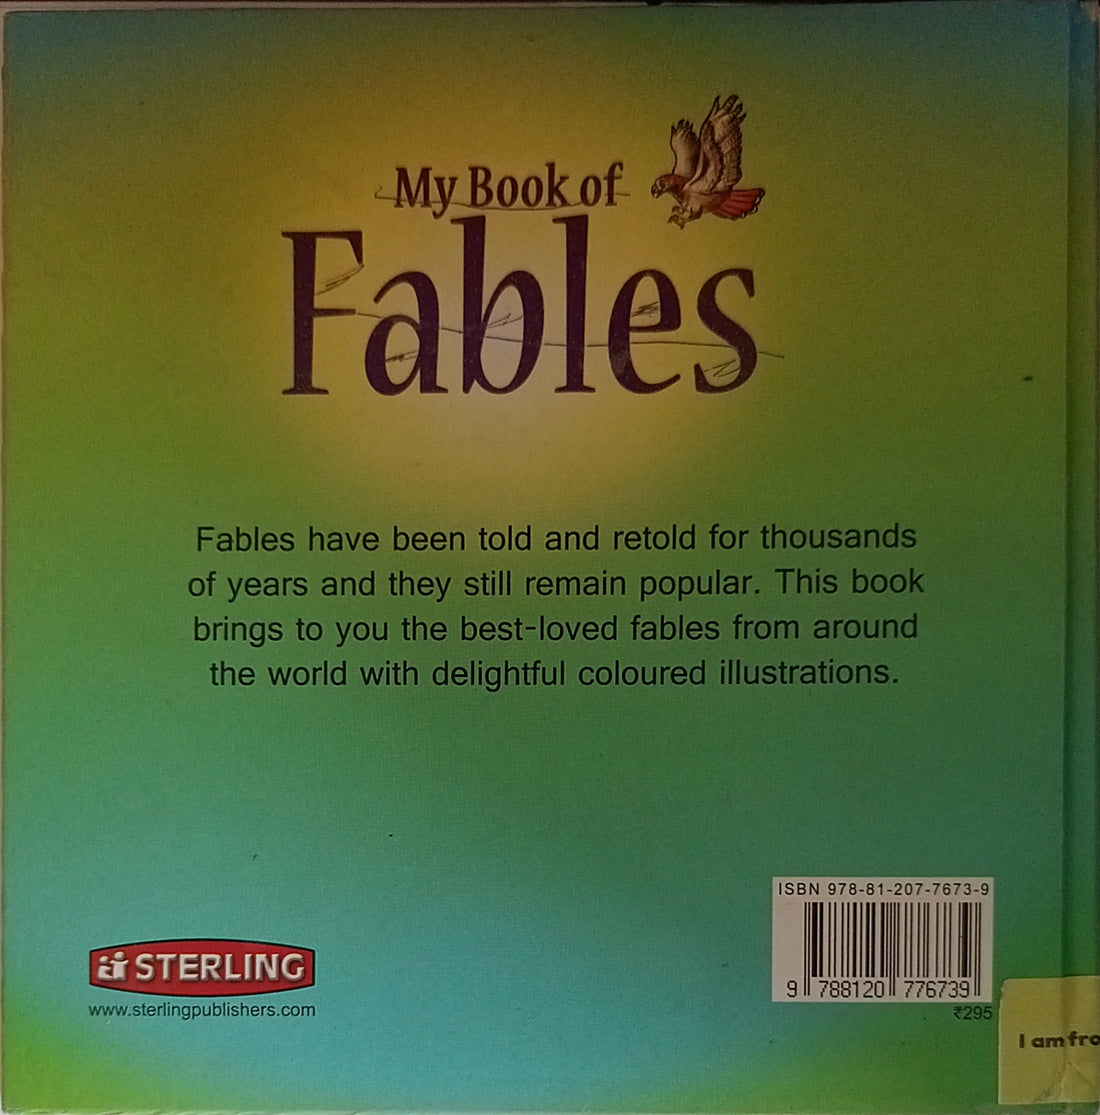 My Book of
Fables
Fables have been told and retold for thousands
of years and they still remain popular. This book
brings to you the best-loved fables from around
the world with delightful coloured illustrations.
ISBN 978-81-207-7673-9
9 788120 776739
₹295
STERLING
www.sterlingpublishers.com
I am fro